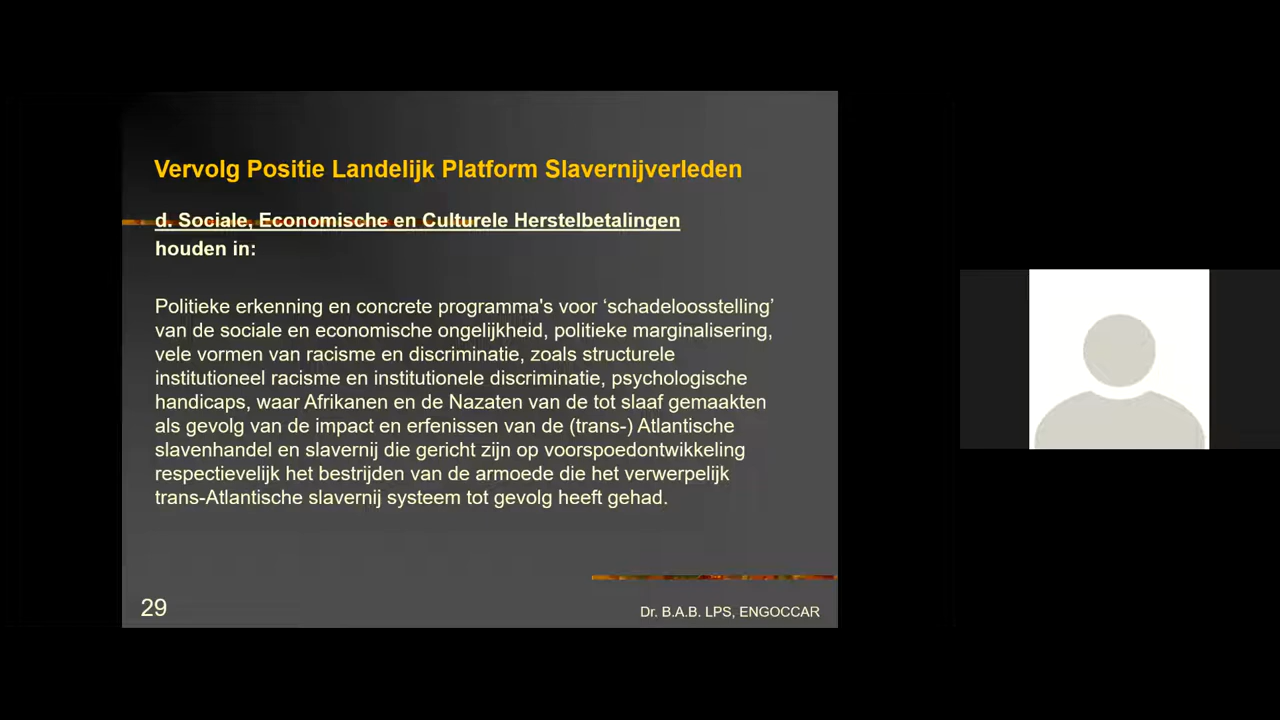 Vervolg Positie Landelijk Platform Slavernijverleden
d. Sociale, Economische en Culturele Herstelbetalingen
houden in:
Politieke erkenning en concrete programma's voor ‘schadeloosstelling’
van de sociale en economische ongelijkheid, politieke marginalisering,
vele vormen van racisme en discriminatie, zoals structurele
institutioneel racisme en institutionele discriminatie, psychologische
handicaps, waar Afrikanen en de Nazaten van de tot slaaf gemaakten
als gevolg van de impact en erfenissen van de (trans-) Atlantische
slavenhandel en slavernij die gericht zijn op voorspoedontwikkeling
respectievelijk het bestrijden van de armoede die het verwerpelijk
trans-Atlantische slavernij systeem tot gevolg heeft gehad.
29
Dr. B.A.B. LPS, ENGOCCAR